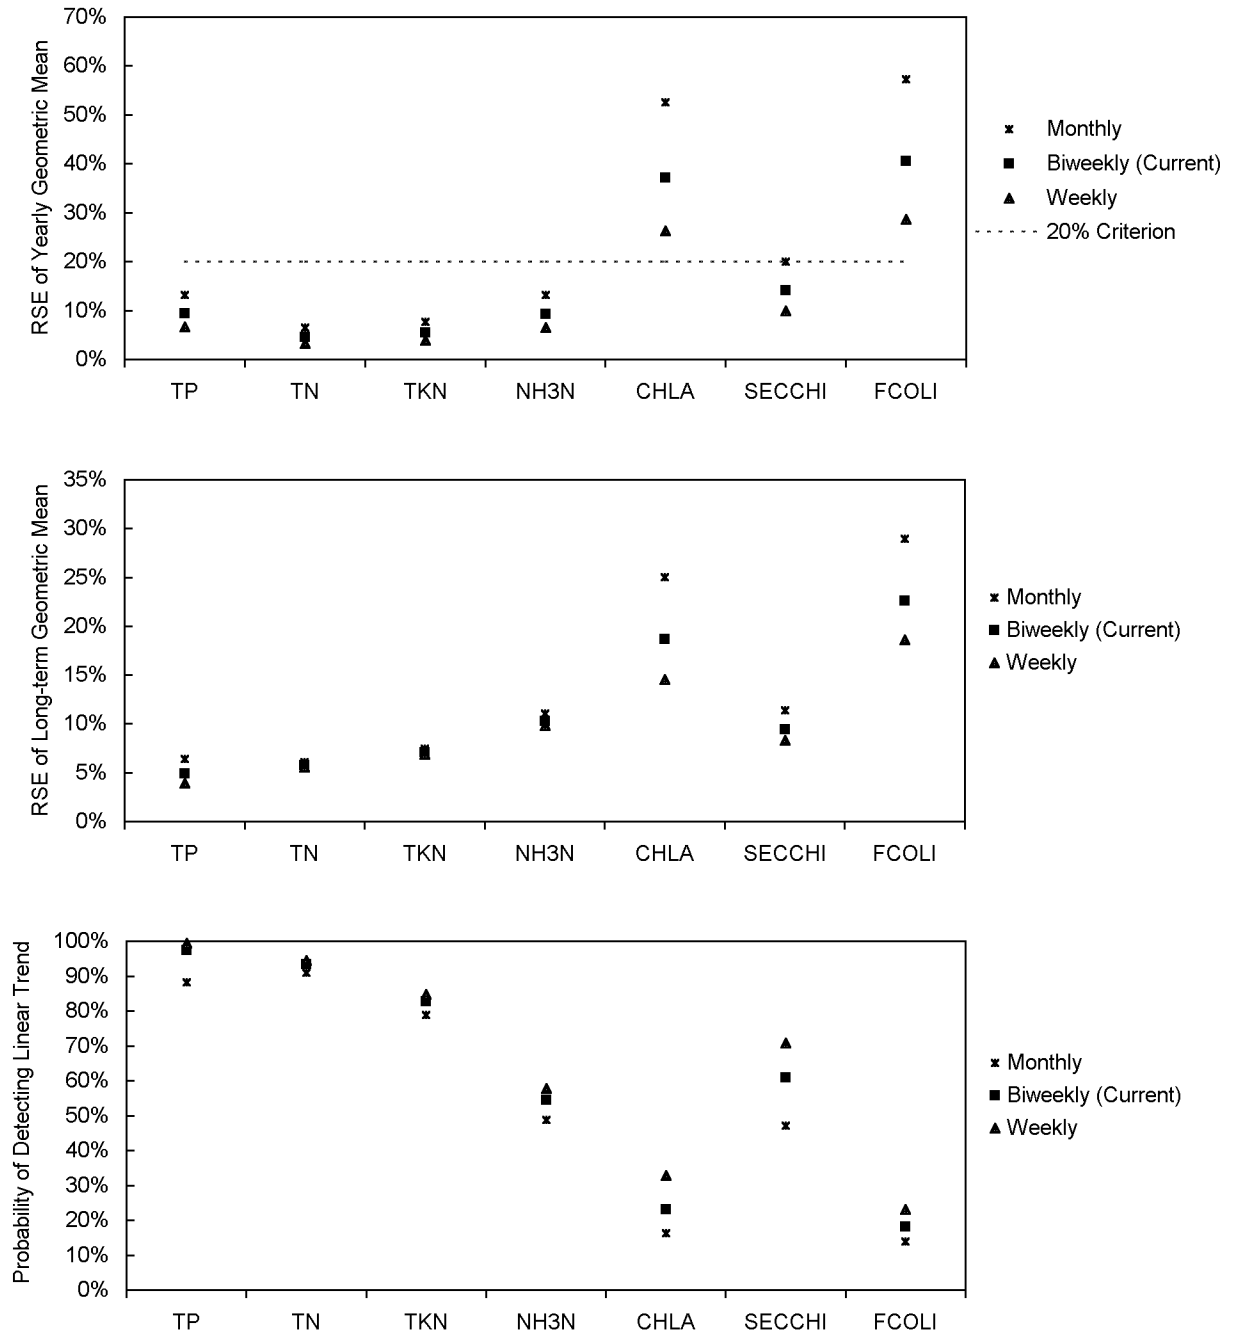 RSE of Yearly Geometric Mean
70%
60%
50%
40%
30%
20%
10%
0%
TP TN TKN NH3N CHLA SECCHI FCOLI
Monthly
Biweekly (Current)
Weekly
20% Criterion
RSE of Long-term Geometric Mean
35%
30%
25%
20%
15%
10%
5%
0%
TP TN TKN NH3N CHLA SECCHI FCOLI
Monthly
Biweekly (Current)
Weekly
Probability of Detecting Linear Trend
100%
90%
80%
70%
60%
50%
40%
30%
20%
10%
0%
TP TN TKN NH3N CHLA SECCHI FCOLI
Monthly
Biweekly (Current)
Weekly